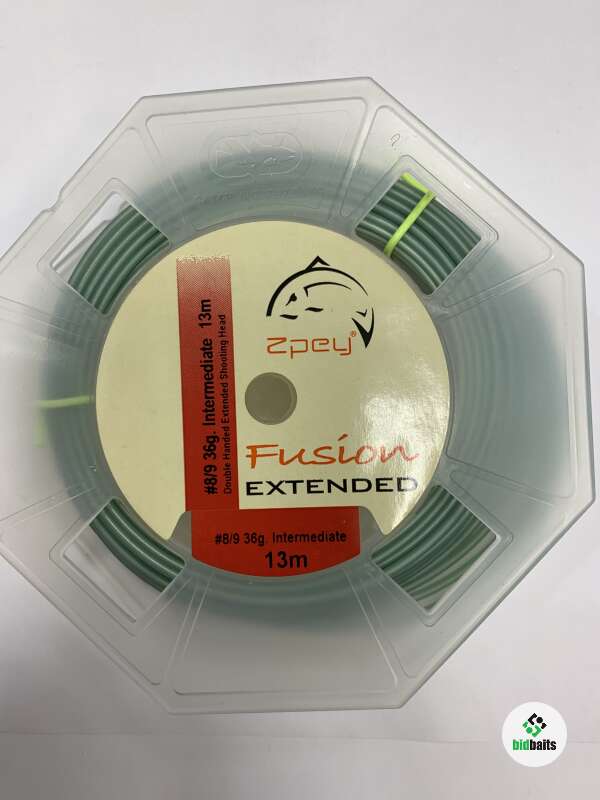 zpey®
Fusion
EXTENDED
#8/9 36g. Intermediate 13m
Double Handed Extended Shooting Head
#8/9 36g. Intermediate
13m
bidbaits